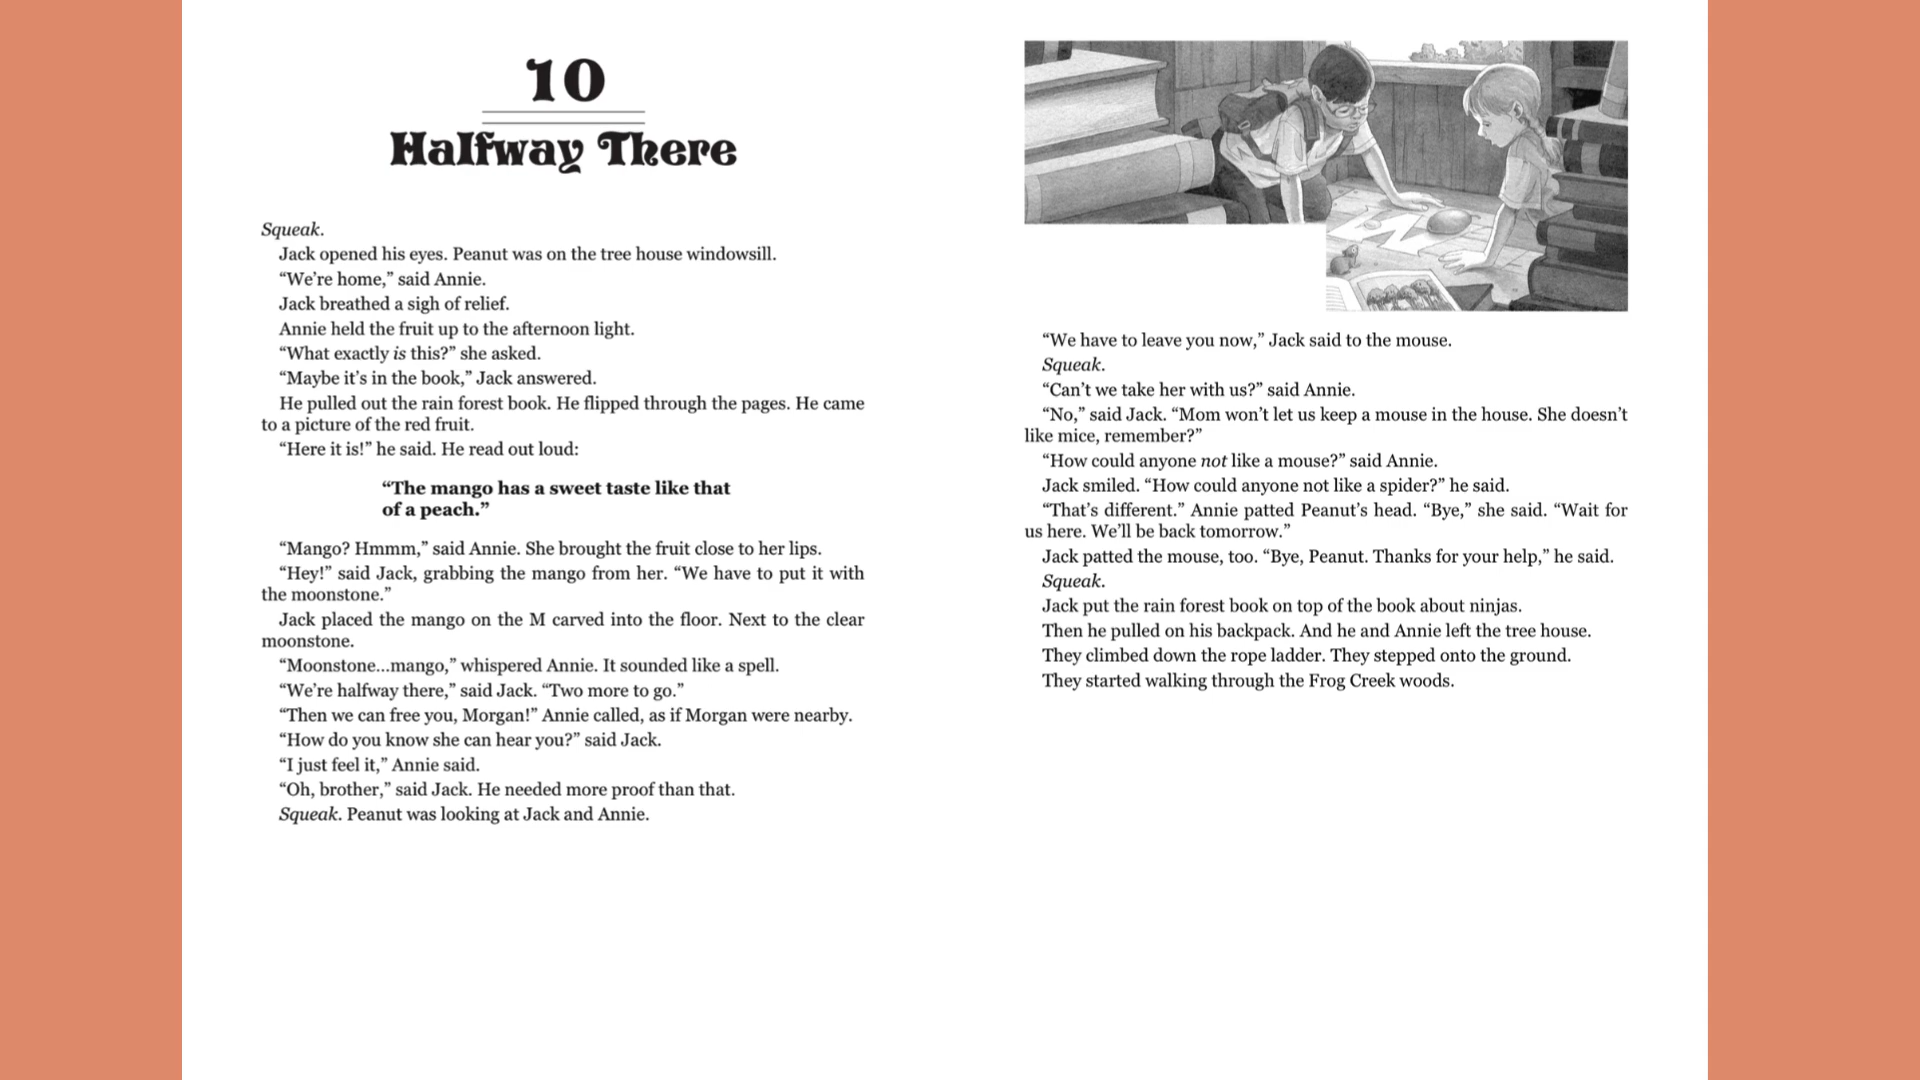 10
Halfway There
Squeak.
Jack opened his eyes. Peanut was on the tree house windowsill.
“We’re home,” said Annie.
Jack breathed a sigh of relief.
Annie held the fruit up to the afternoon light.
“What exactly is this?” she asked.
“Maybe it’s in the book,” Jack answered.
He pulled out the rain forest book. He flipped through the pages. He came
to a picture of the red fruit.
“Here it is!” he said. He read out loud:
“The mango has a sweet taste like that
of a peach.”
“Mango? Hmmm,” said Annie. She brought the fruit close to her lips.
“Hey!” said Jack, grabbing the mango from her. “We have to put it with
the moonstone.”
Jack placed the mango on the M carved into the floor. Next to the clear
moonstone.
“Moonstone...mango,” whispered Annie. It sounded like a spell.
“We’re halfway there,” said Jack. “Two more to go.”
“Then we can free you, Morgan!” Annie called, as if Morgan were nearby.
“How do you know she can hear you?” said Jack.
“I just feel it,” Annie said.
“Oh, brother,” said Jack. He needed more proof than that.
Squeak. Peanut was looking at Jack and Annie.
“We have to leave you now,” Jack said to the mouse.
Squeak.
“Can’t we take her with us?” said Annie.
“No,” said Jack. “Mom won’t let us keep a mouse in the house. She doesn’t
like mice, remember?”
“How could anyone not like a mouse?” said Annie.
Jack smiled. “How could anyone not like a spider?” he said.
“That’s different.” Annie patted Peanut’s head. “Bye,” she said. “Wait for
us here. We’ll be back tomorrow.”
Jack patted the mouse, too. “Bye, Peanut. Thanks for your help,” he said.
Squeak.
Jack put the rain forest book on top of the book about ninjas.
Then he pulled on his backpack. And he and Annie left the tree house.
They climbed down the rope ladder. They stepped onto the ground.
They started walking through the Frog Creek woods.